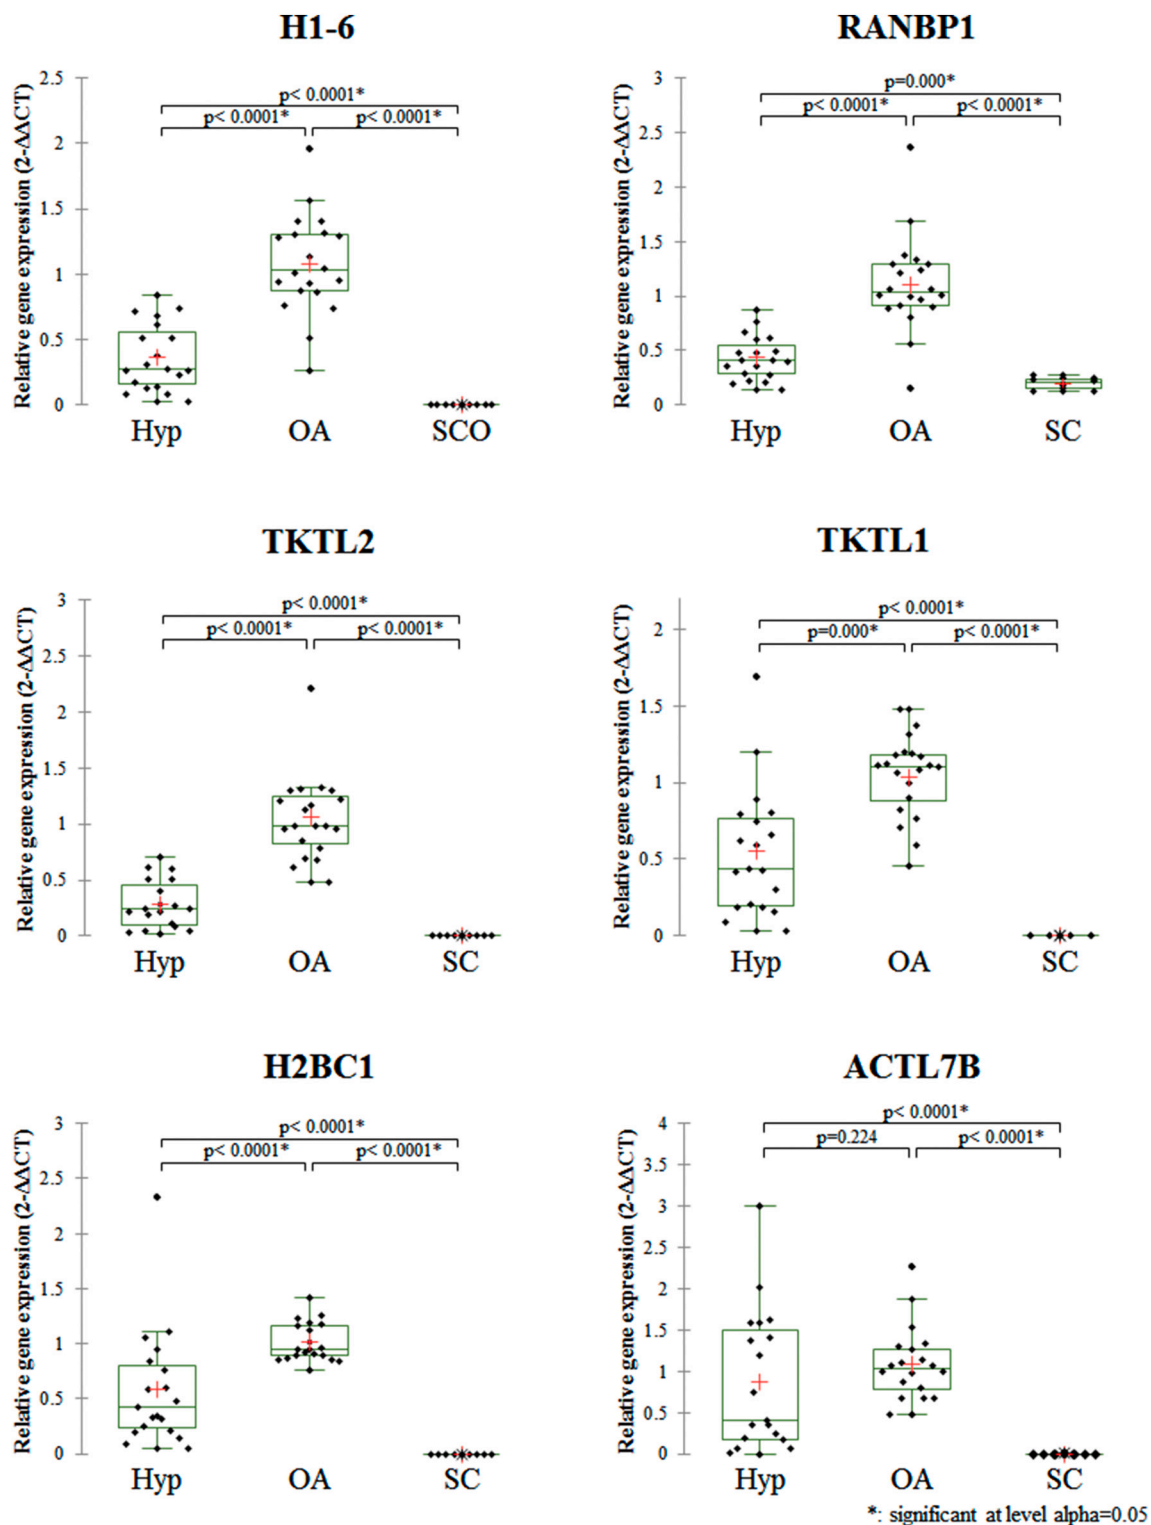 H1-6
Relative gene expression (2-ΔΔCT)
2.5
2
1.5
1
0.5
0
p< 0.0001*
p< 0.0001*
p< 0.0001*
Hyp
OA
SCO
RANBP1
Relative gene expression (2-ΔΔCT)
3
2.5
2
1.5
1
0.5
0
p=0.000*
p< 0.0001*
p< 0.0001*
Hyp
OA
SC
TKTL2
Relative gene expression (2-ΔΔCT)
3
2.5
2
1.5
1
0.5
0
p< 0.0001*
p< 0.0001*
p< 0.0001*
Hyp
OA
SC
TKTL1
Relative gene expression (2-ΔΔCT)
2
1.5
1
0.5
0
p< 0.0001*
p=0.000*
p< 0.0001*
Hyp
OA
SC
H2BC1
Relative gene expression (2-ΔΔCT)
3
2.5
2
1.5
1
0.5
0
p< 0.0001*
p< 0.0001*
p< 0.0001*
Hyp
OA
SC
ACTL7B
Relative gene expression (2-ΔΔCT)
4
3.5
3
2.5
2
1.5
1
0.5
0
p< 0.0001*
p=0.224
p< 0.0001*
Hyp
OA
SC
*: significant at level alpha=0.05